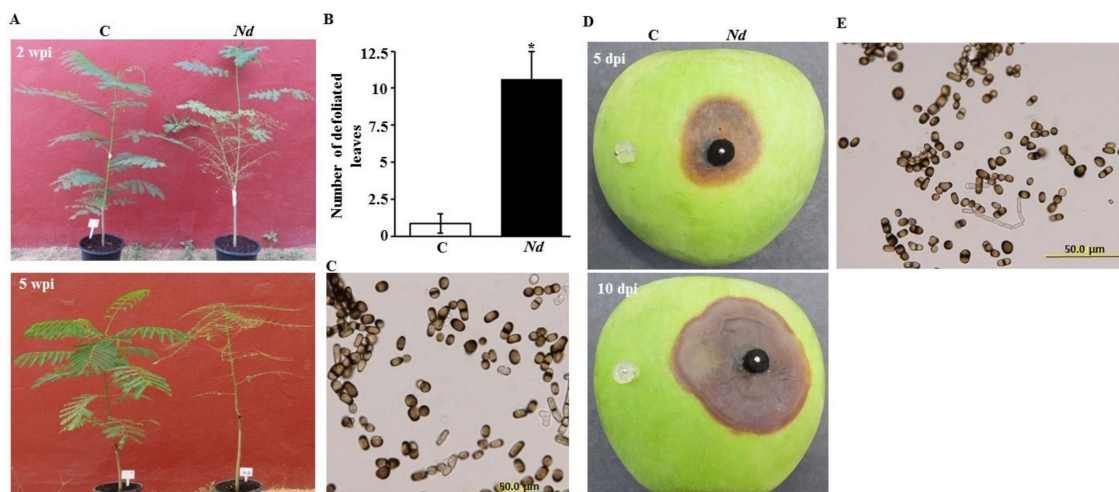 A
C
Nd
2 wpi
5 wpi
B
Number of defoliated
leaves
12.5
10
7.5
5
2.5
0
*
C
Nd
C
50.0 µm
D
C
Nd
5 dpi
10 dpi
E
50.0 µm